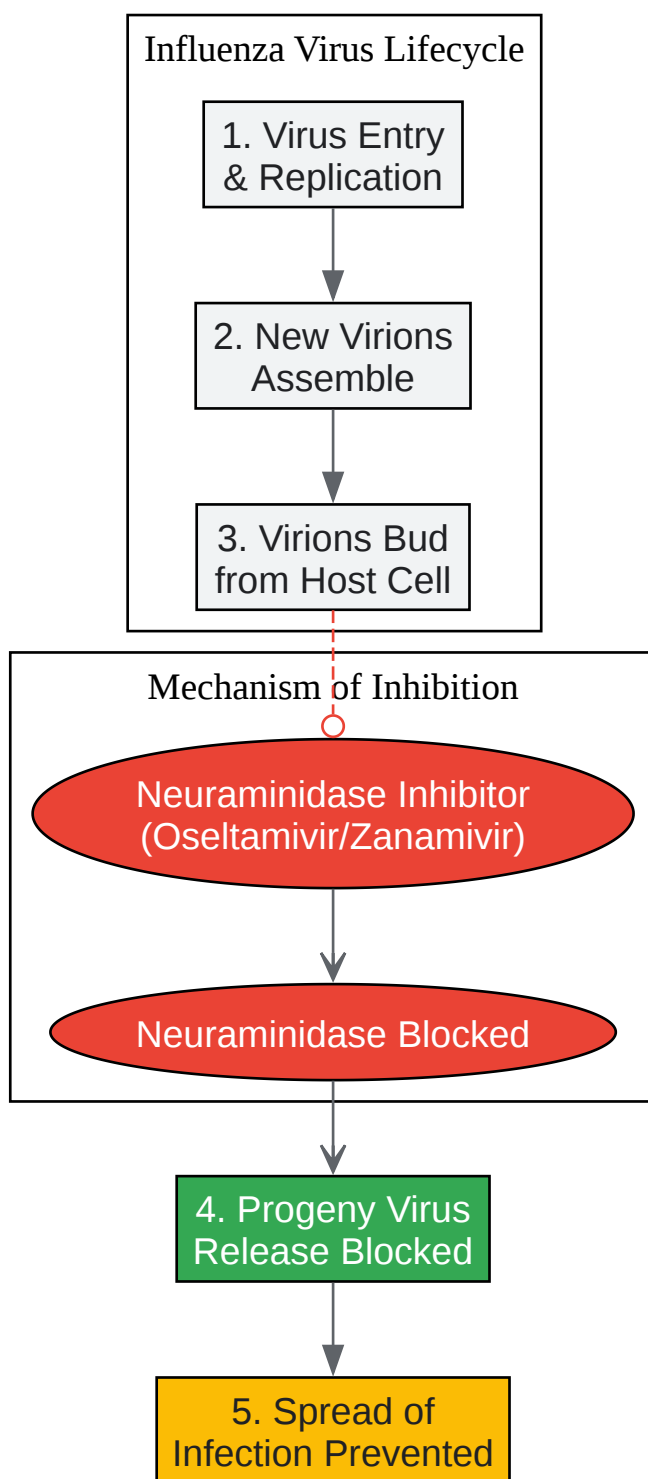 Influenza Virus Lifecycle
1. Virus Entry
& Replication
2. New Virions
Assemble
3. Virions Bud
from Host Cell
Mechanism of Inhibition
Neuraminidase Inhibitor
(Oseltamivir/Zanamivir)
Neuraminidase Blocked
4. Progeny Virus
Release Blocked
5. Spread of
Infection Prevented